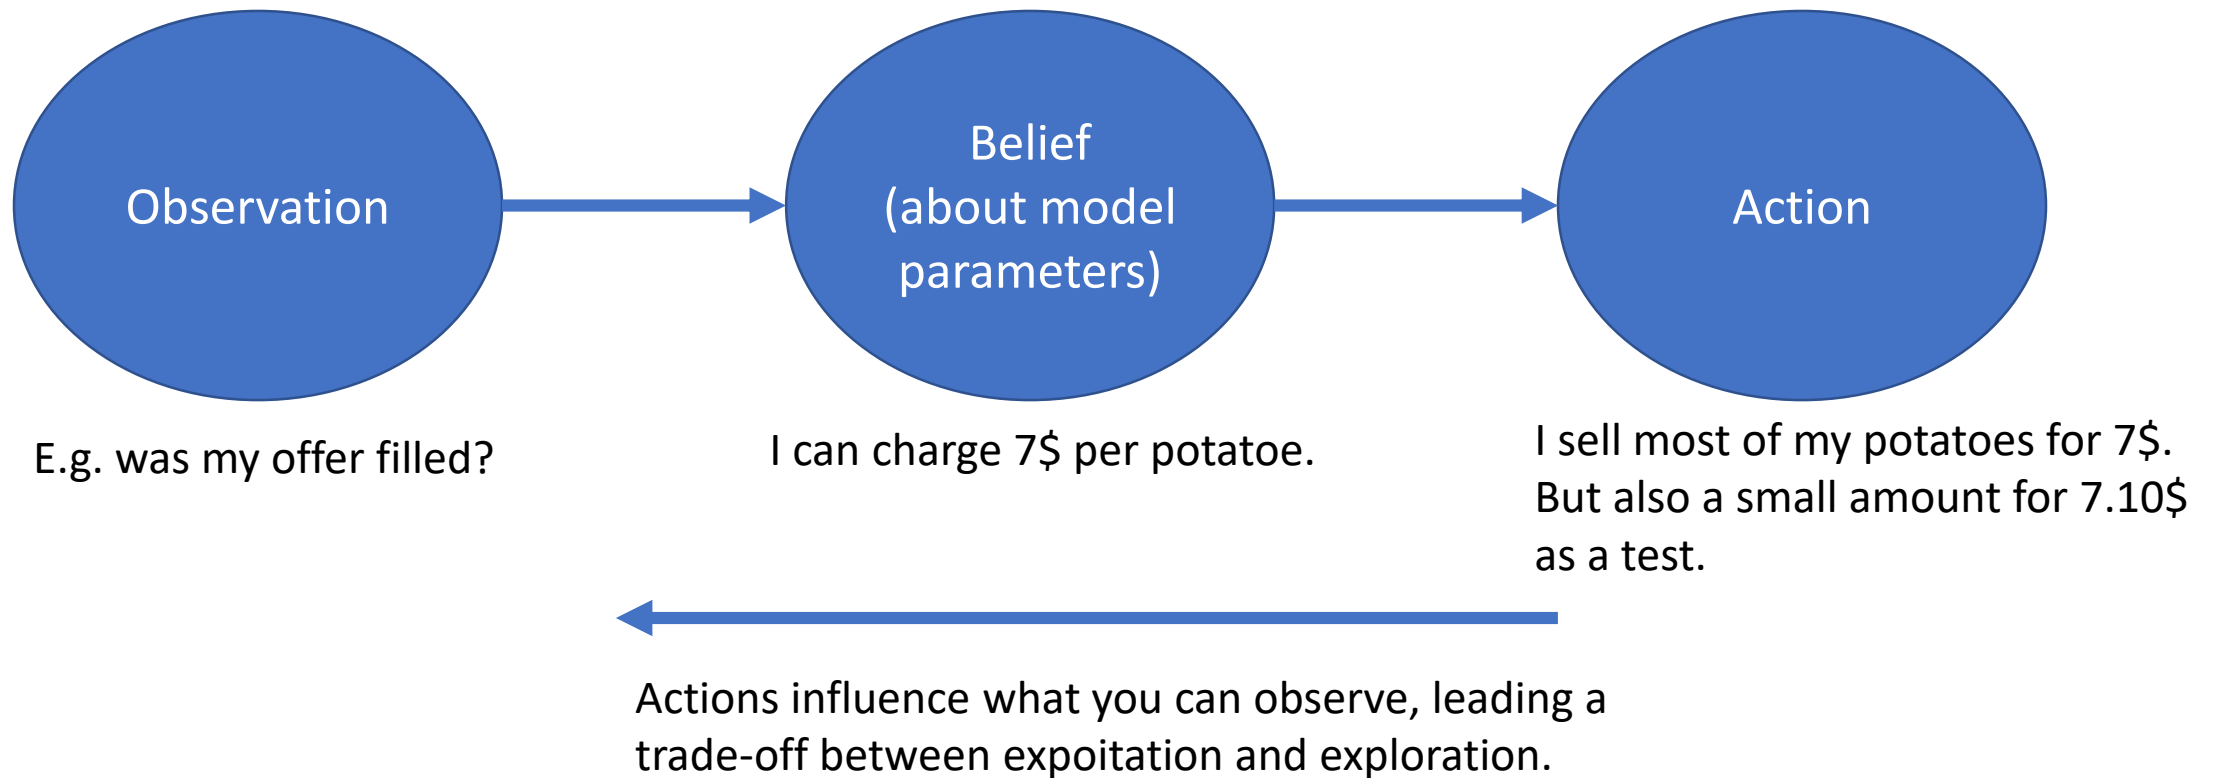 Observation
Belief
(about model
parameters)
Action
E.g. was my offer filled?
I can charge 7$ per potatoe.
I sell most of my potatoes for 7$.
But also a small amount for 7.10$
as a test.
Actions influence what you can observe, leading a
trade-off between expoitation and exploration.